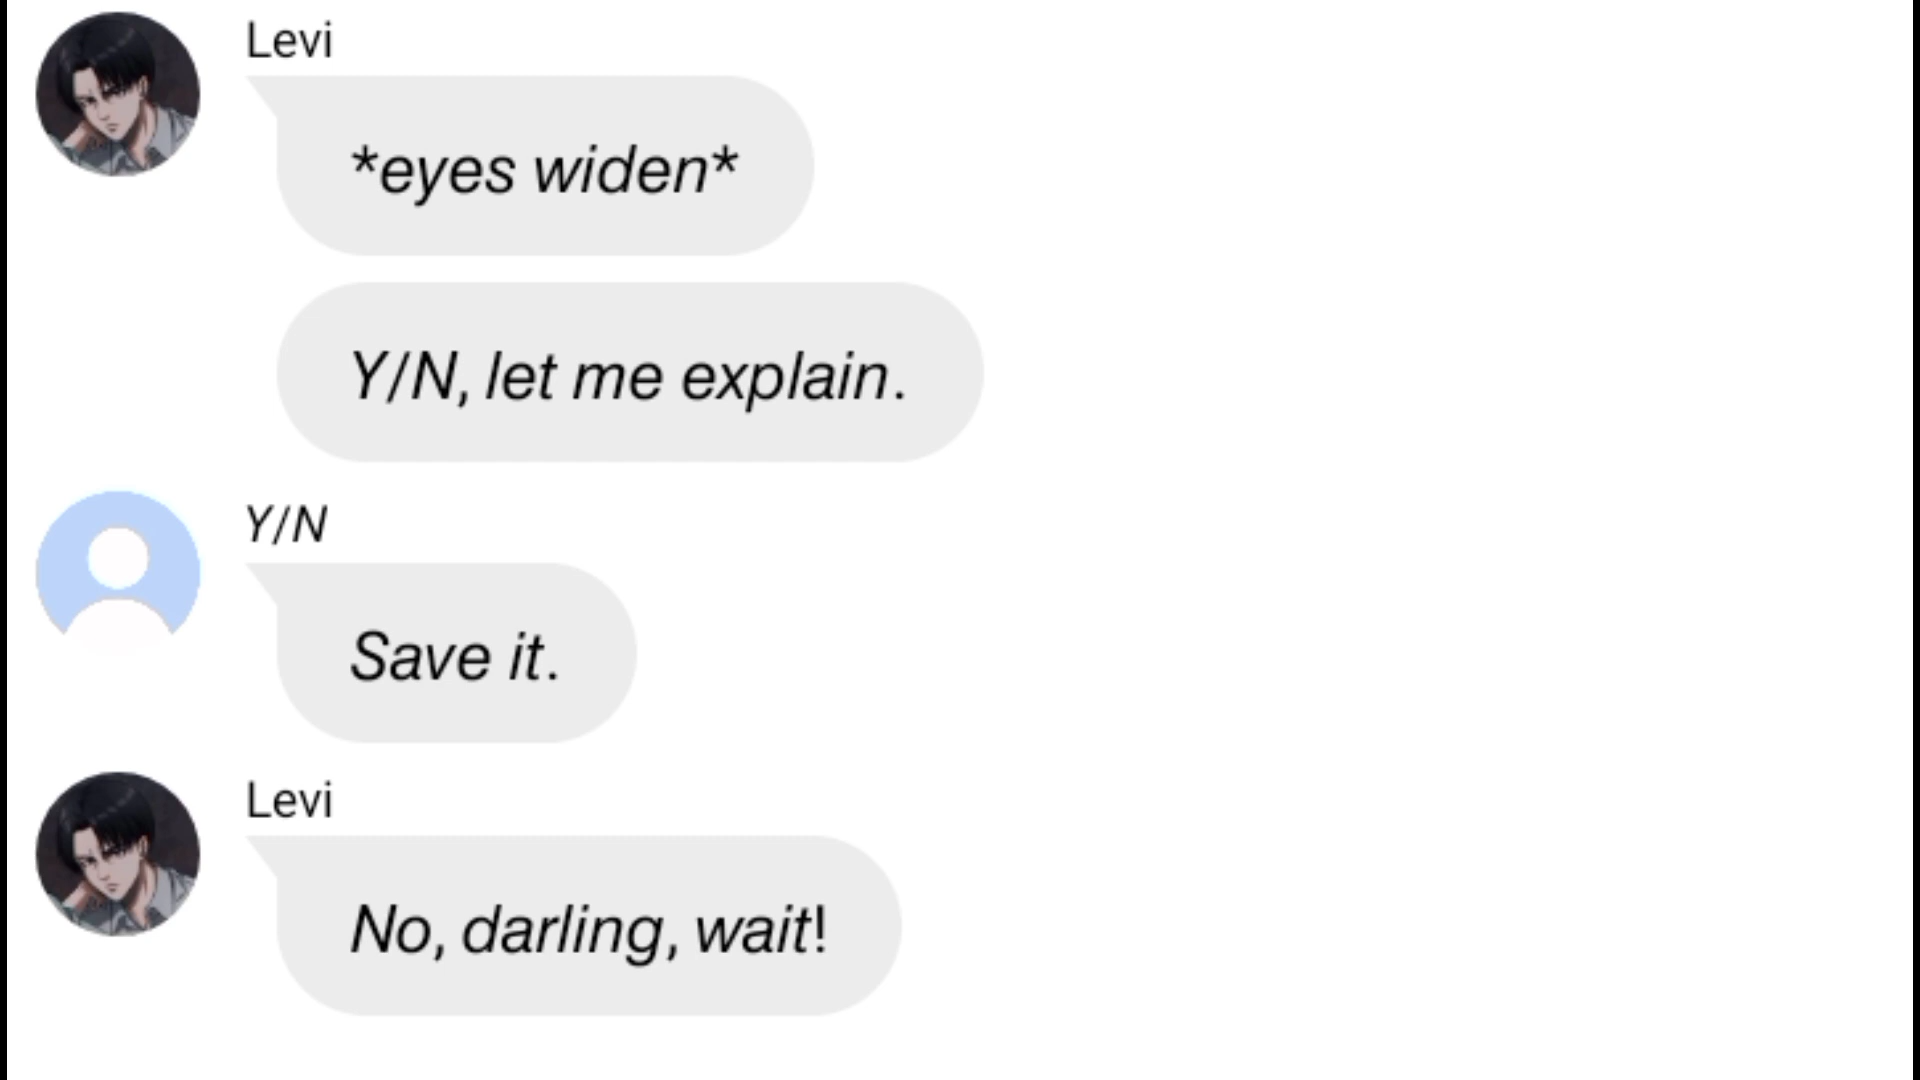 Levi
*eyes widen*
Y/N, let me explain.
Y/N
Save it.
Levi
No, darling, wait!